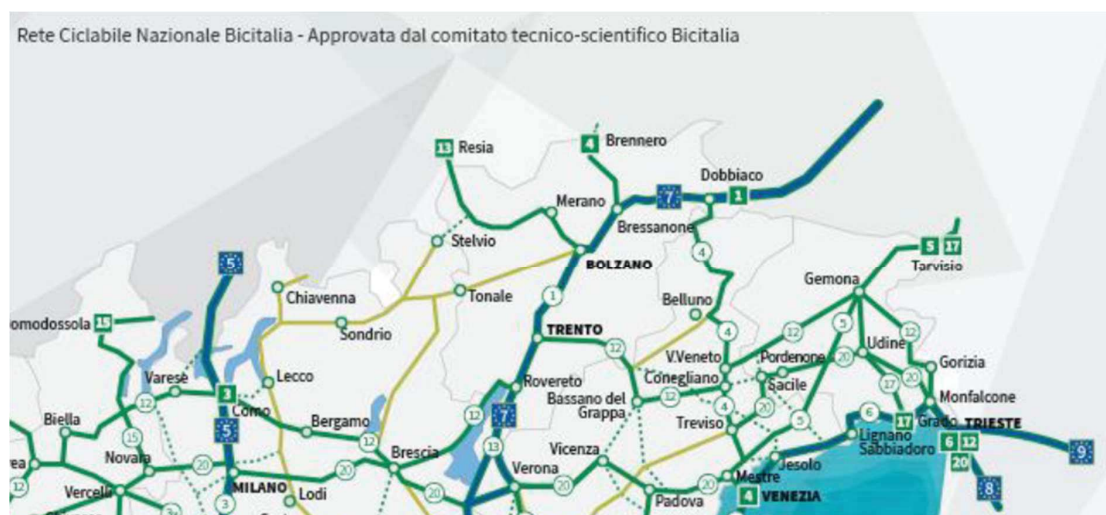 Rete Ciclabile Nazionale Bicitalia - Approvata dal comitato tecnico-scientifico Bicitalia
13 Resia
4 Brennero
Dobbiaco
7
1
Merano
Bressanone
Stelvio
5 17
Tarvisio
5
BOLZANO
4
Gemona
Chiavenna
Tonale
1
Belluno
omodossola 15
Sondrio
TRENTO
4
12
5
12
Udine
12
V.Veneto
Pordenone
20
Gorizia
Varese
Lecco
Rovereto
Conegliano
Sacile
17
20
3
Como
Bassano del
Grappa
12
4
20
Monfalcone
12
Biella
5
Bergamo
12
7
Treviso
5
6
17
Grado
TRIESTE
15
12
13
Vicenza
Lignano
Sabbiadoro
6 12
20
9
rea
Novara
20
20
Brescia
Verona
Jesolo
Mestre
12
Vercelli
MILANO
Lodi
20
20
20
Padova
4
VENEZIA
8
3